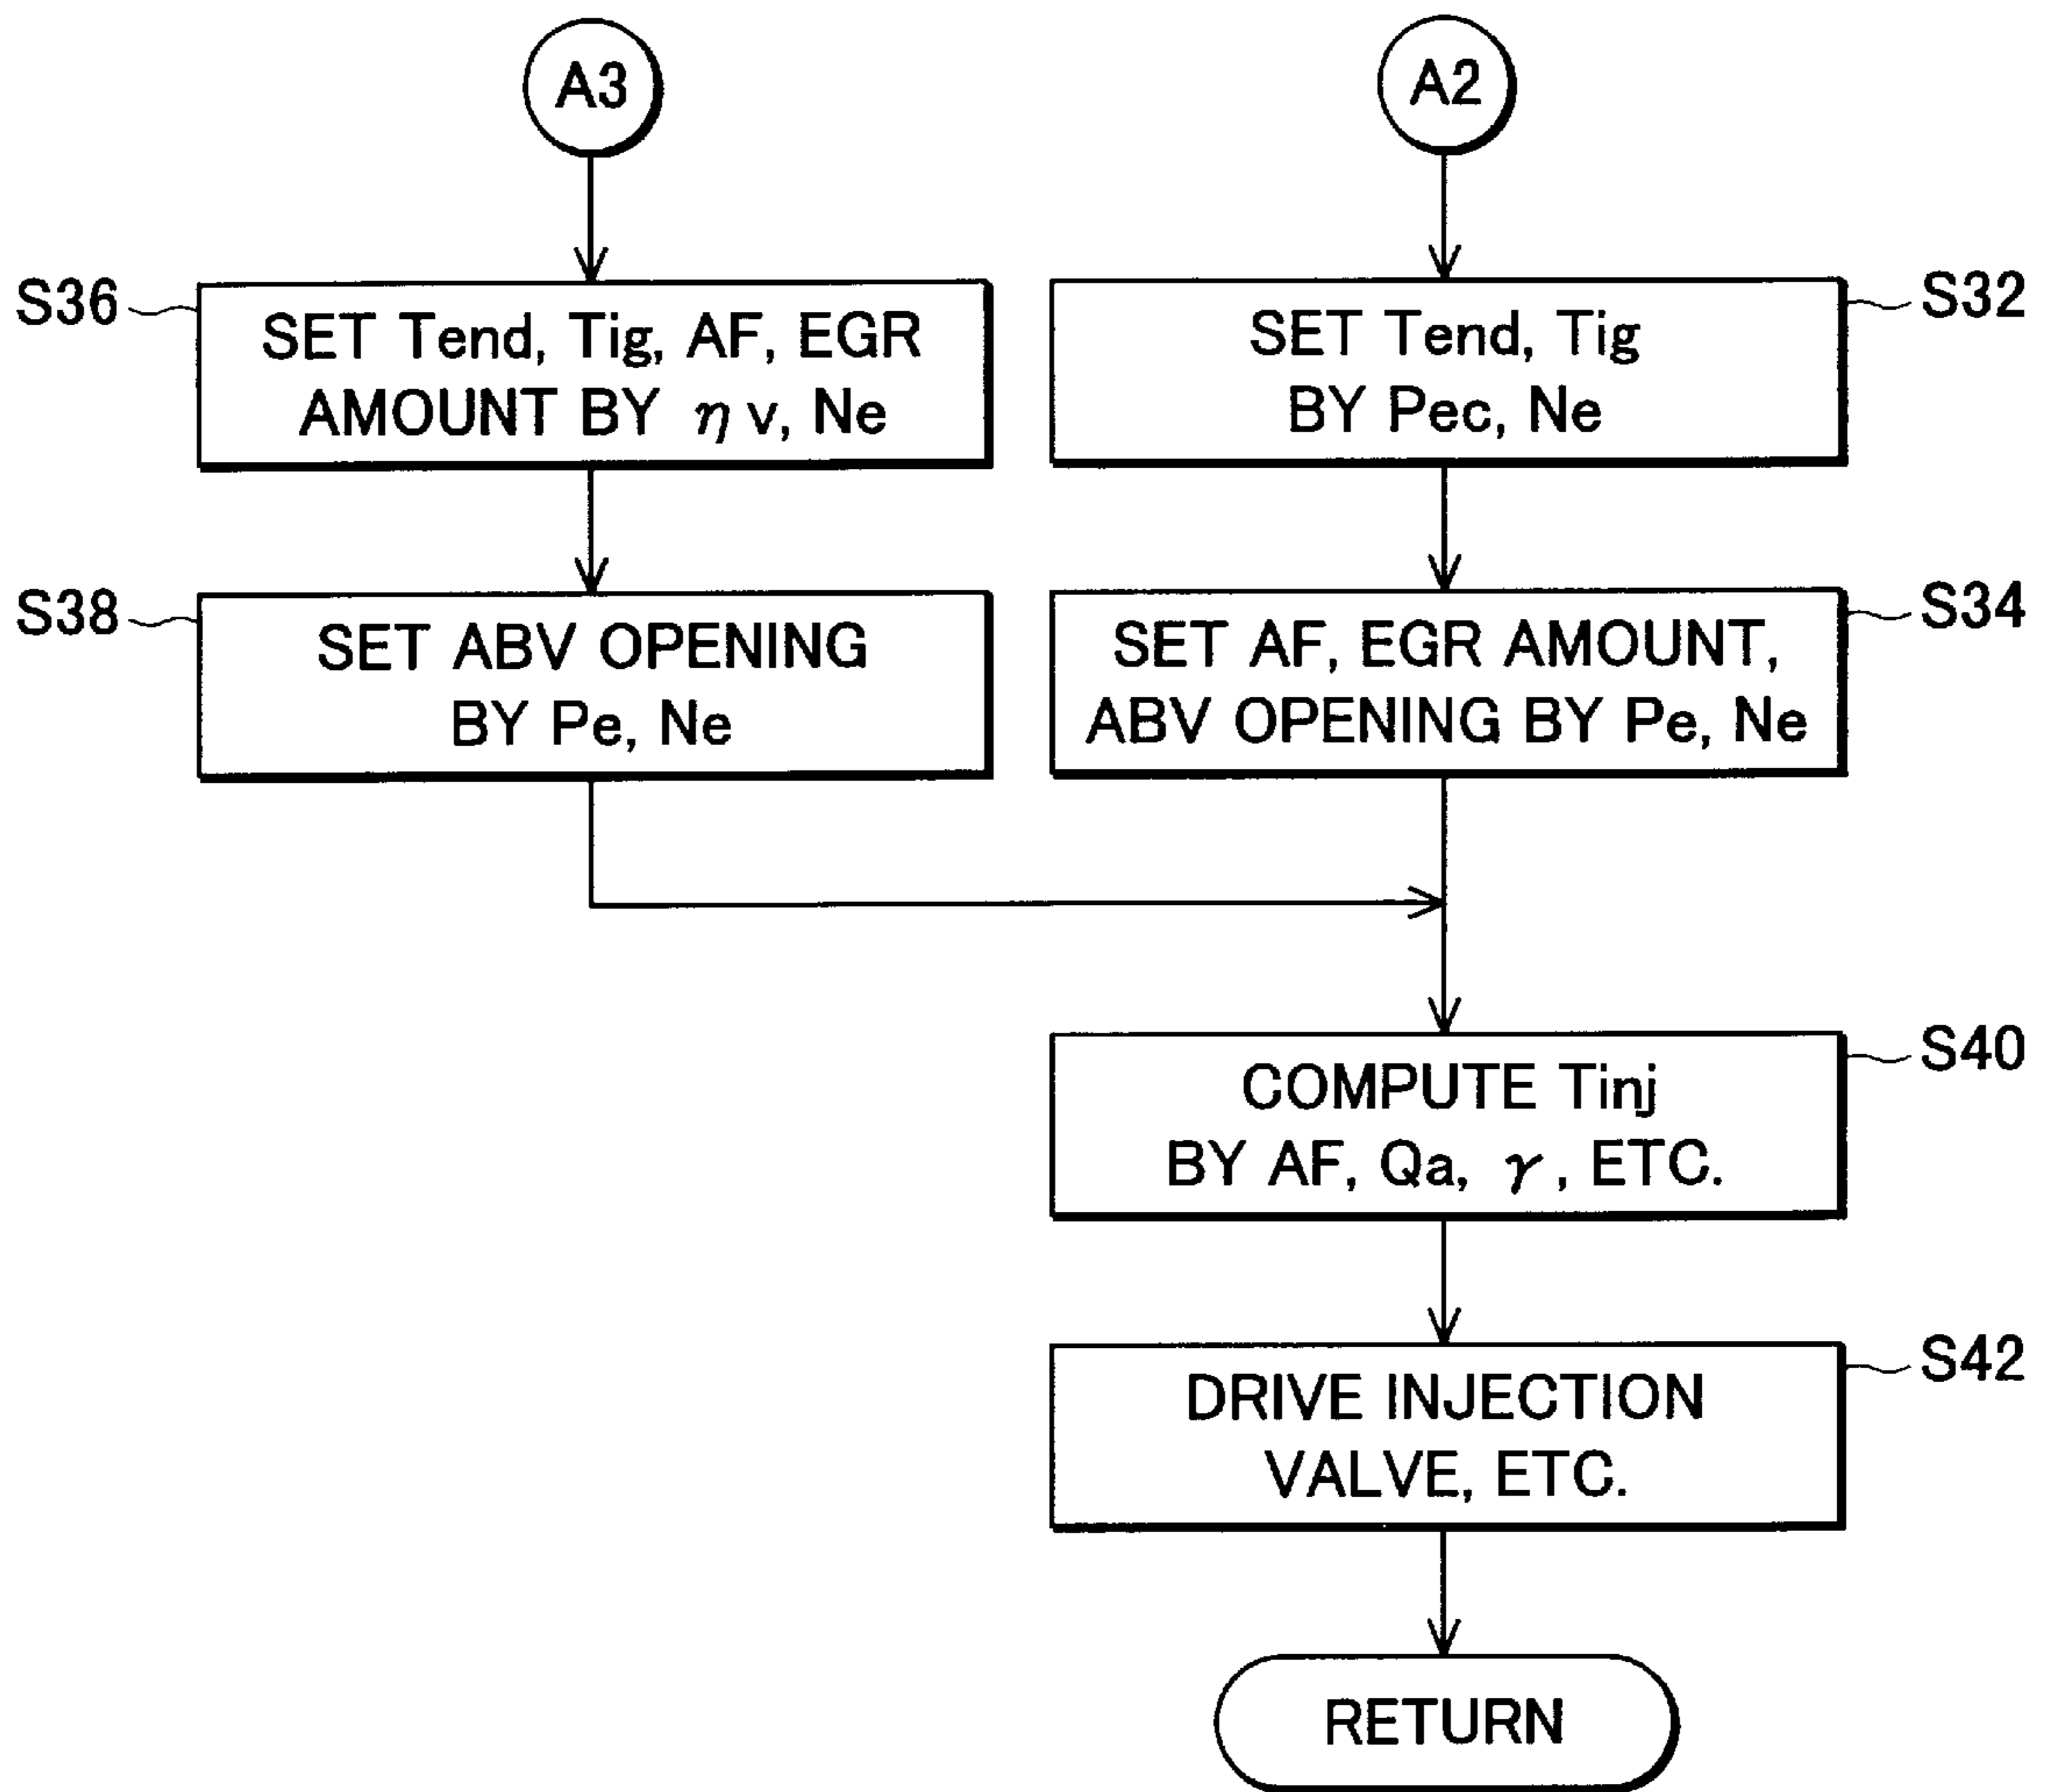 A3
A2
S36
SET Tend, Tig, AF, EGR
AMOUNT BY ηv, Ne
S32
SET Tend, Tig
BY Pec, Ne
S38
SET ABV OPENING
BY Pe, Ne
S34
SET AF, EGR AMOUNT,
ABV OPENING BY Pe, Ne
S40
COMPUTE Tinj
BY AF, Qa, γ, ETC.
S42
DRIVE INJECTION
VALVE, ETC.
RETURN